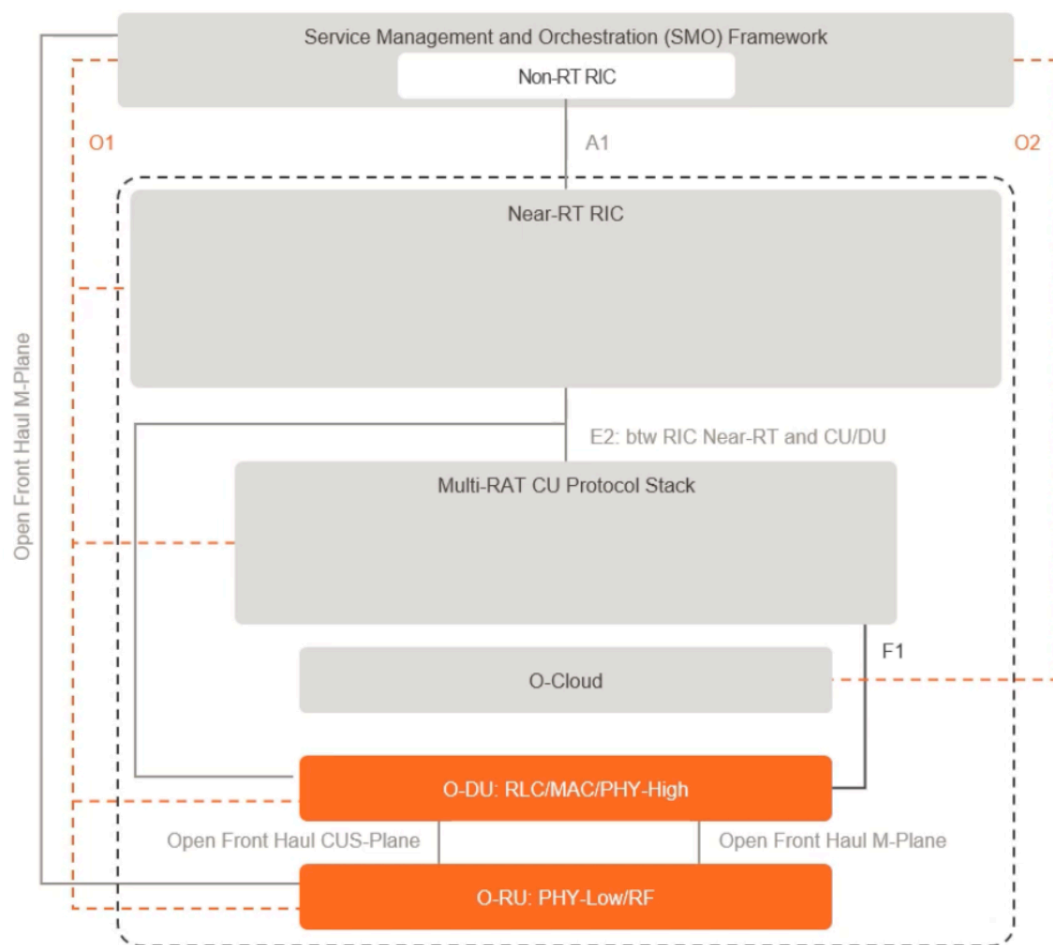 Service Management and Orchestration (SMO) Framework
Non-RT RIC
O1
A1
O2
Near-RT RIC
Open Front Haul M-Plane
E2: btw RIC Near-RT and CU/DU
Multi-RAT CU Protocol Stack
F1
O-Cloud
O-DU: RLC/MAC/PHY-High
Open Front Haul CUS-Plane
Open Front Haul M-Plane
O-RU: PHY-Low/RF